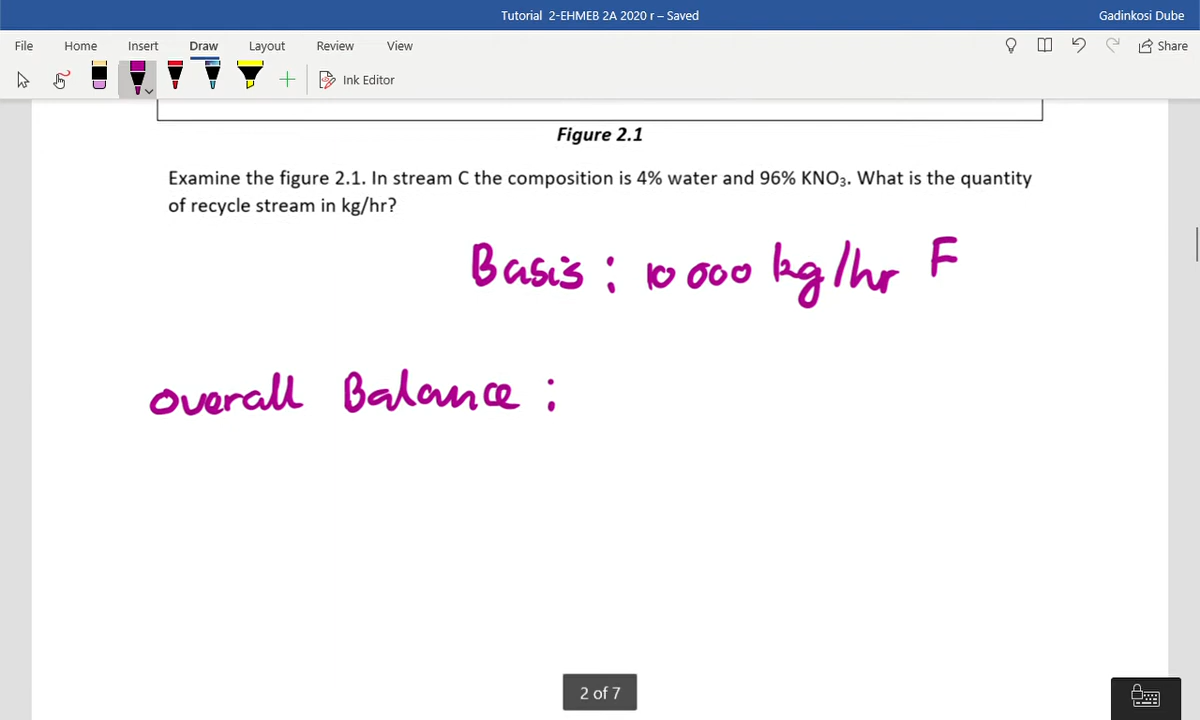 Tutorial 2-EHMEB 2A 2020 r – Saved
Gadinkosi Dube
File Home Insert Draw Layout Review View
Share
Ink Editor
Figure 2.1
Examine the figure 2.1. In stream C the composition is 4% water and 96% KNO₃. What is the quantity
of recycle stream in kg/hr?
Basis : 10 000 kg/hr F
Overall Balance :
2 of 7